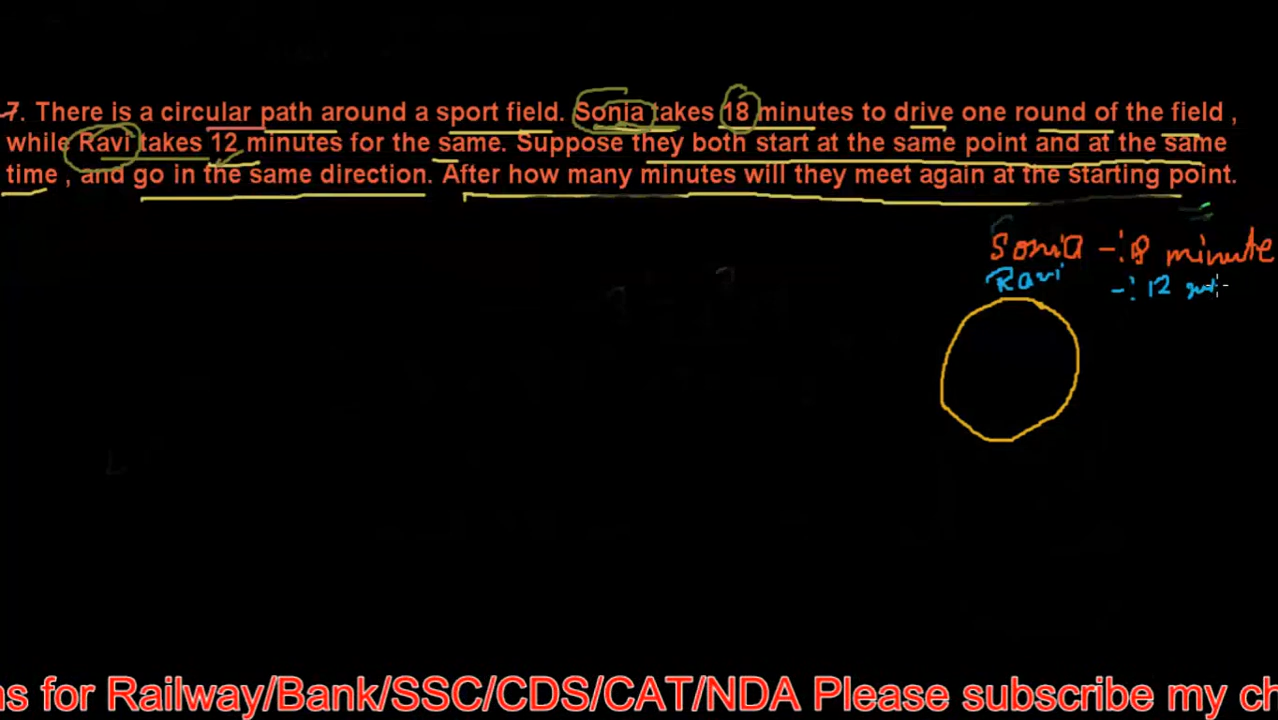 7. There is a circular path around a sport field. Sonia takes 18 minutes to drive one round of the field ,
while Ravi takes 12 minutes for the same. Suppose they both start at the same point and at the same
time , and go in the same direction. After how many minutes will they meet again at the starting point.
Sonia - : 18 minute
Ravi - : 12
ns for Railway/Bank/SSC/CDS/CAT/NDA Please subscribe my ch